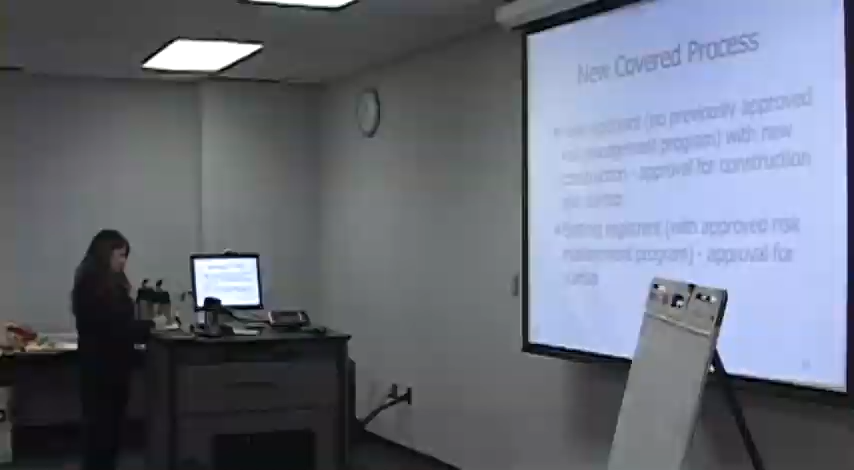 New Covered Process
New registrant (no previously approved
risk management program) with new
construction - approval for construction
and startup
Existing registrant (with approved risk
management program) - approval for
startup